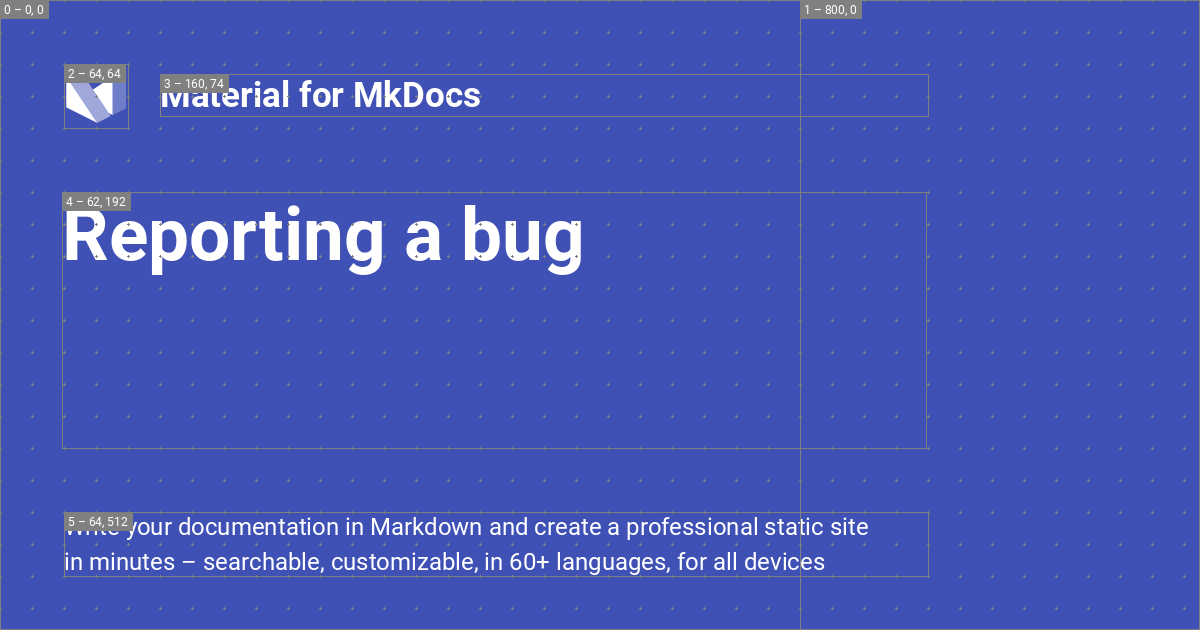 0 – 0, 0
1 – 800, 0
2 – 64, 64
3 – 160, 74
Material for MkDocs
4 – 62, 192
Reporting a bug
5 – 64, 512
Write your documentation in Markdown and create a professional static site
in minutes – searchable, customizable, in 60+ languages, for all devices